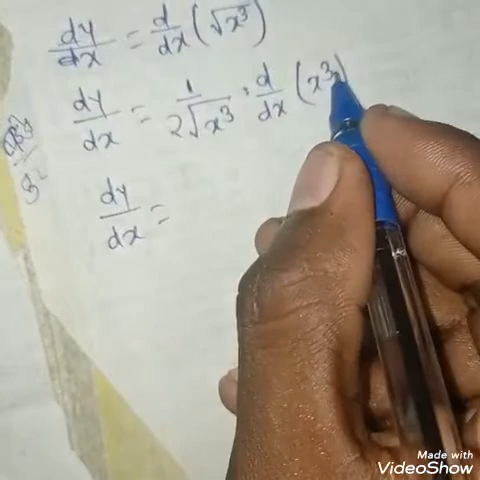 dy/dx = d/dx (√x³)
dy/dx = 1/2√x³ · d/dx (x³)
dy/dx =
Made with
VideoShow